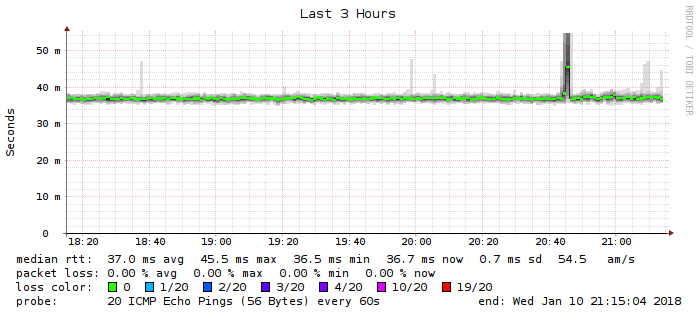 Last 3 Hours
RRDTOOL / TOBI OETIKER
Seconds
50 m
40 m
30 m
20 m
10 m
0
18:20 18:40 19:00 19:20 19:40 20:00 20:20 20:40 21:00
median rtt: 37.0 ms avg 45.5 ms max 36.5 ms min 36.7 ms now 0.7 ms sd 54.5 am/s
packet loss: 0.00 % avg 0.00 % max 0.00 % min 0.00 % now
loss color: 0 1/20 2/20 3/20 4/20 10/20 19/20
probe: 20 ICMP Echo Pings (56 Bytes) every 60s end: Wed Jan 10 21:15:04 2018